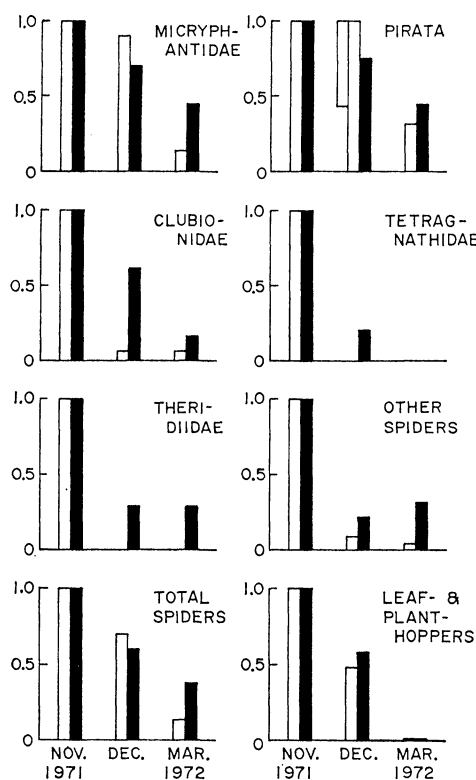 1.0
0.5
0
MICRYPH-
ANTIDAE
1.0
0.5
0
PIRATA
1.0
0.5
0
CLUBIO-
NIDAE
1.0
0.5
0
TETRAG-
NATHIDAE
1.0
0.5
0
THERI-
DIIDAE
1.0
0.5
0
OTHER
SPIDERS
1.0
0.5
0
TOTAL
SPIDERS
NOV. DEC. MAR.
1971 1972
1.0
0.5
0
LEAF- &
PLANT-
HOPPERS
NOV. DEC. MAR.
1971 1972